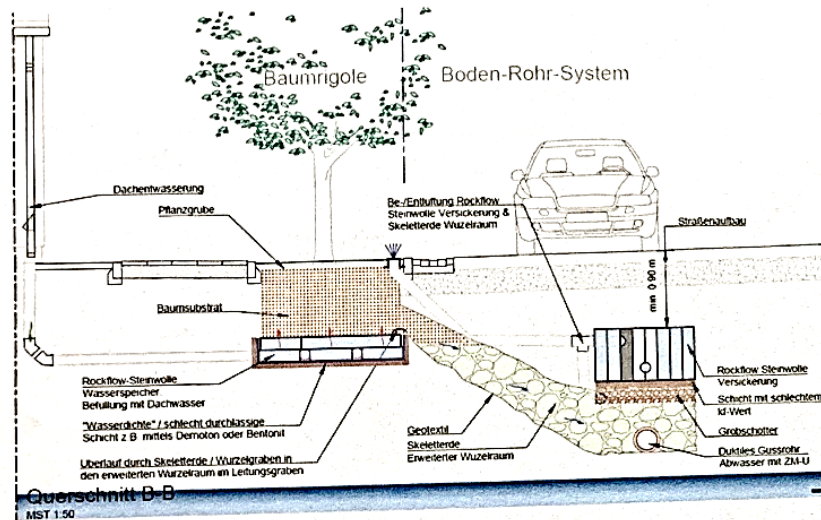 Baumrigole
Boden-Rohr-System
Dachentwässerung
Pflanzgrube
Be-/Entlüftung Rockflow
Steinwolle Versickerung &
Skeletterde Wuzelraum
Straßenaufbau
min. 0.90 m
Baumsubstrat
Rockflow-Steinwolle
Wasserspeicher.
Befüllung mit Dachwasser
"Wasserdichte" / schlecht durchlässige
Schicht z.B. mittels Dernoton oder Bentonit
Überlauf durch Skeletterde / Wurzelgraben in
den erweiterten Wurzelraum im Leitungsgraben
Geotextil
Skeletterde
Erweiterter Wuzelraum
Rockflow Steinwolle
Versickerung
Schicht mit schlechtem
kf-Wert
Grobschotter
Duktiles Gussrohr
Abwasser mit ZM-U
Querschnitt B-B
MST 1:50